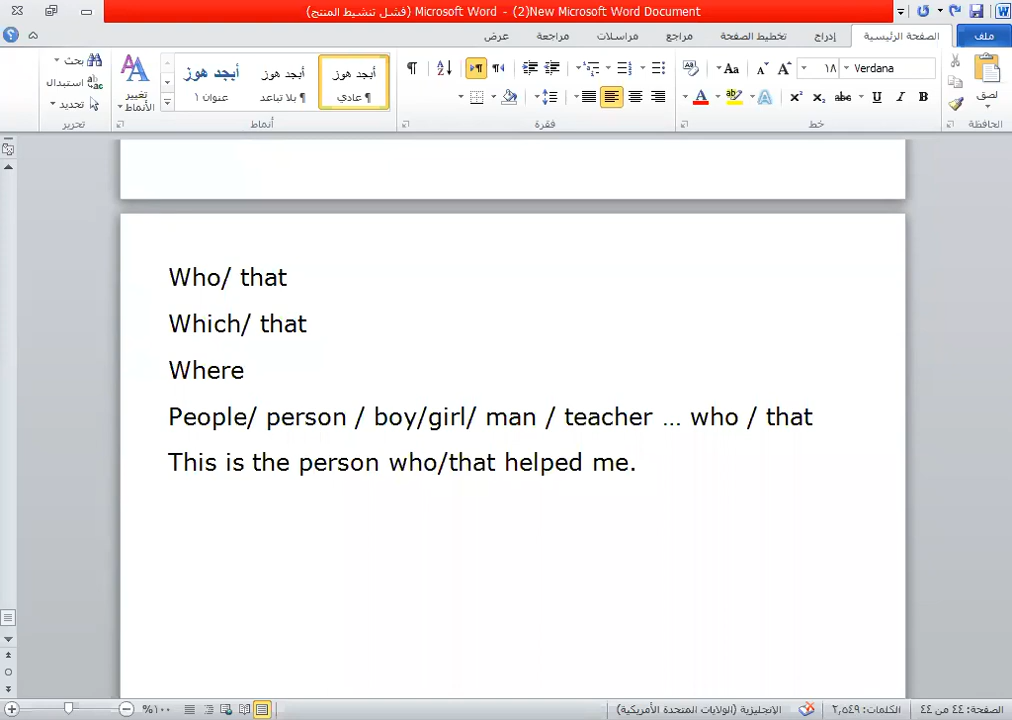 New Microsoft Word Document(2) - Microsoft Word (فشل تنشيط المنتج)
ملف
الصفحة الرئيسية
إدراج
تخطيط الصفحة
مراجع
مراسلات
مراجعة
عرض
لصق
الحافظة
Verdana
١٨
Aa
B I U abc x₂ x²
خط
فقرة
أبجد هوز
عادي
أبجد هوز
بلا تباعد
أبجد هوز
عنوان ١
تغيير الأنماط
أنماط
بحث
استبدال
تحديد
تحرير
Who/ that
Which/ that
Where
People/ person / boy/girl/ man / teacher ... who / that
This is the person who/that helped me.
الصفحة: ٤٤ من ٤٤
الكلمات: ٢,٥٤٩
الإنجليزية (الولايات المتحدة الأمريكية)
١٠٠%